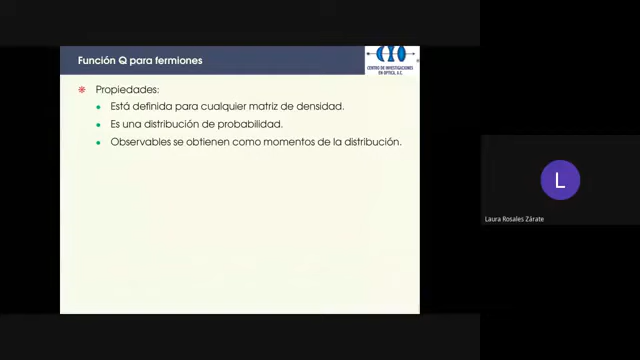 Función Q para fermiones
CIO
CENTRO DE INVESTIGACIONES
EN ÓPTICA, A.C.
Propiedades:
Está definida para cualquier matriz de densidad.
Es una distribución de probabilidad.
Observables se obtienen como momentos de la distribución.
L
Laura Rosales Zárate